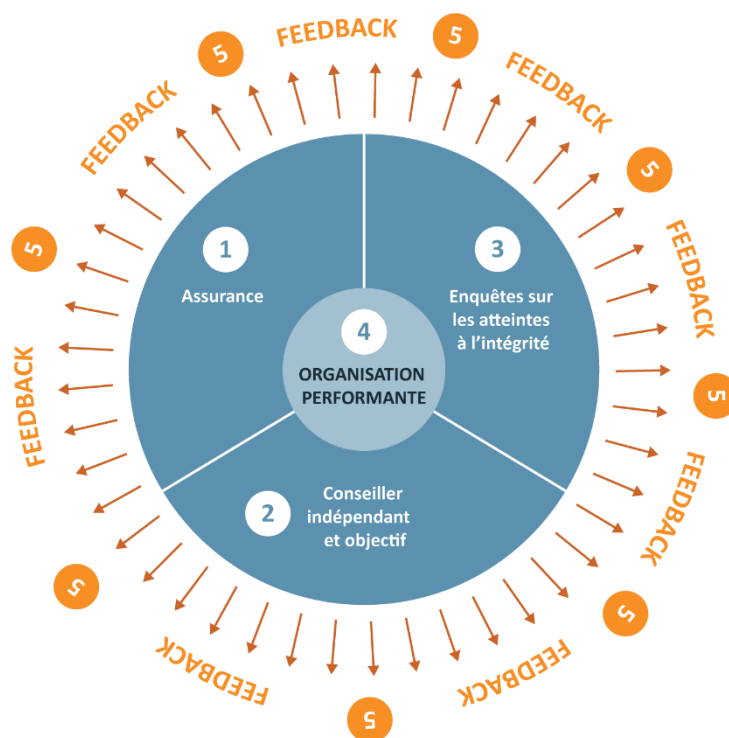 FEEDBACK
5
FEEDBACK
5
FEEDBACK
5
FEEDBACK
5
FEEDBACK
5
FEEDBACK
5
FEEDBACK
5
FEEDBACK
5
1
Assurance
3
Enquêtes sur
les atteintes
à l'intégrité
4
ORGANISATION
PERFORMANTE
2
Conseiller
indépendant
et objectif